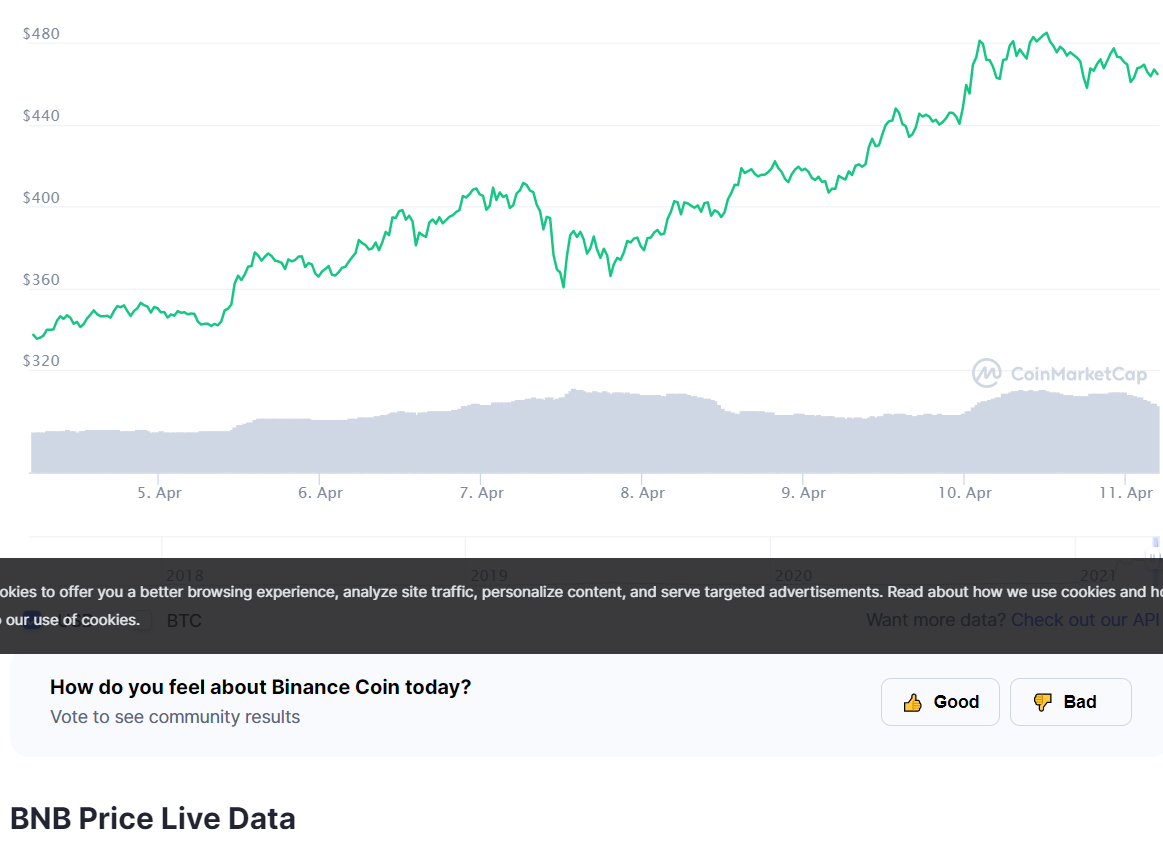 $480
$440
$400
$360
$320
CoinMarketCap
5. Apr 6. Apr 7. Apr 8. Apr 9. Apr 10. Apr 11. Apr
2018 2019 2020 2021
okies to offer you a better browsing experience, analyze site traffic, personalize content, and serve targeted advertisements. Read about how we use cookies and ho
our use of cookies.
USD BTC Want more data? Check out our API
How do you feel about Binance Coin today?
Vote to see community results
Good Bad
BNB Price Live Data